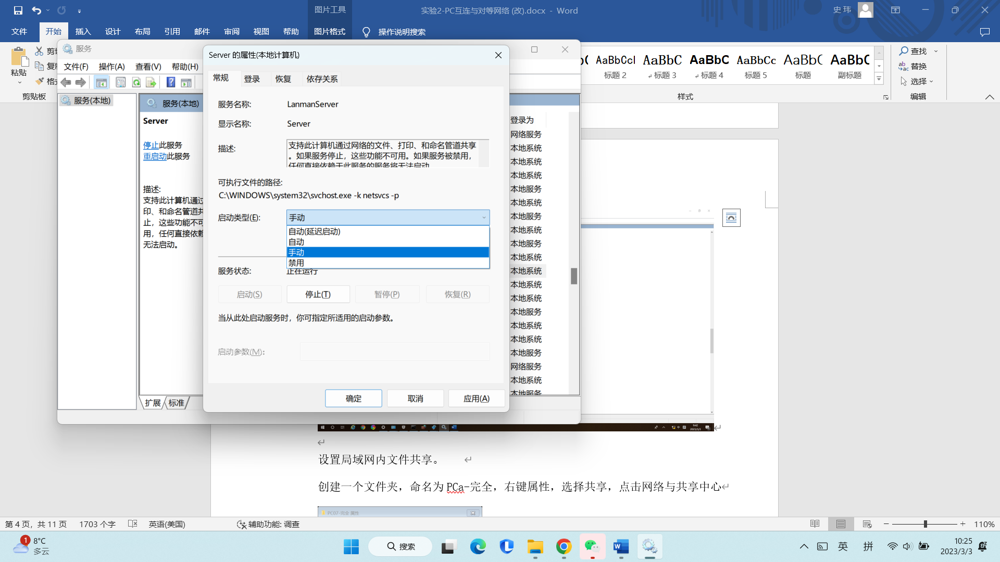 图片工具
实验2-PC互连与对等网络 (改).docx - Word
史 玮
文件 开始 插入 设计 布局 引用 邮件 审阅 视图 帮助 图片格式 操作说明搜索
粘贴
剪贴板
AaBbCcI AaBbC AaBbC AaBbCc AaBbC AaBbC
标题 2 标题 3 标题 4 标题 5 标题 副标题
样式
查找
替换
选择
编辑
服务
文件(F) 操作(A) 查看(V) 帮助(H)
服务(本地)
服务(本地)
Server
停止此服务
重启动此服务
描述:
支持此计算机通过
印、和命名管道共
止，这些功能不可
用，任何直接依赖
无法启动。
扩展 标准
Server 的属性(本地计算机)
常规 登录 恢复 依存关系
服务名称: LanmanServer
显示名称: Server
描述: 支持此计算机通过网络的文件、打印、和命名管道共享
。如果服务停止，这些功能不可用。如果服务被禁用，
任何直接依赖于此服务的服务将无法启动
可执行文件的路径:
C:\WINDOWS\system32\svchost.exe -k netsvcs -p
启动类型(E): 手动
自动(延迟启动)
自动
手动
禁用
服务状态: 正在运行
启动(S) 停止(T) 暂停(P) 恢复(R)
当从此处启动服务时，你可指定所适用的启动参数。
启动参数(M):
确定 取消 应用(A)
登录为
网络服务
本地系统
本地系统
本地系统
本地服务
本地系统
本地服务
本地系统
本地服务
本地系统
本地系统
本地系统
本地系统
本地服务
本地系统
本地系统
本地服务
网络服务
本地系统
本地服务
9:42
2023/3/3
设置局域网内文件共享。
创建一个文件夹，命名为 PCa-完全，右键属性，选择共享，点击网络与共享中心
PC07-完全 属性
第 4 页，共 11 页 1703 个字 英语(美国) 辅助功能: 调查 110%
1
8°C
多云
搜索
英 拼
10:25
2023/3/3